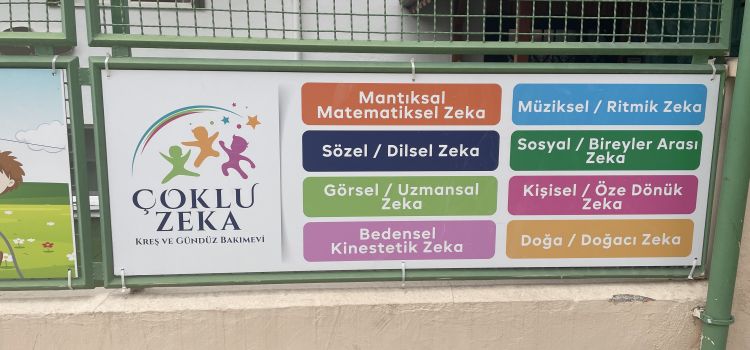 ÇOKLU
ZEKA
KREŞ VE GÜNDÜZ BAKIMEVİ
Mantıksal
Matematiksel Zeka
Sözel / Dilsel Zeka
Görsel / Uzmansal
Zeka
Bedensel
Kinestetik Zeka
Müziksel / Ritmik Zeka
Sosyal / Bireyler Arası
Zeka
Kişisel / Öze Dönük
Zeka
Doğa / Doğacı Zeka